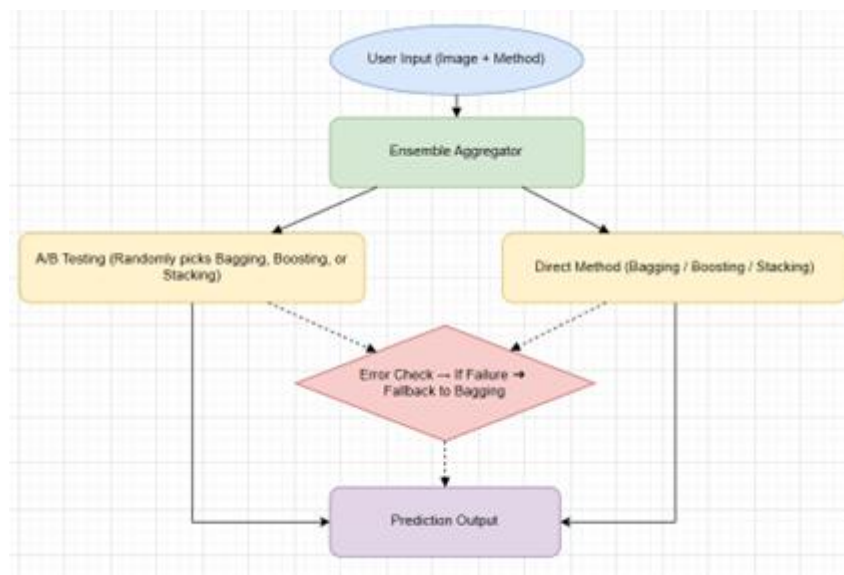 User Input (Image + Method)
Ensemble Aggregator
A/B Testing (Randomly picks Bagging, Boosting, or
Stacking)
Direct Method (Bagging / Boosting / Stacking)
Error Check → If Failure ➔
Fallback to Bagging
Prediction Output